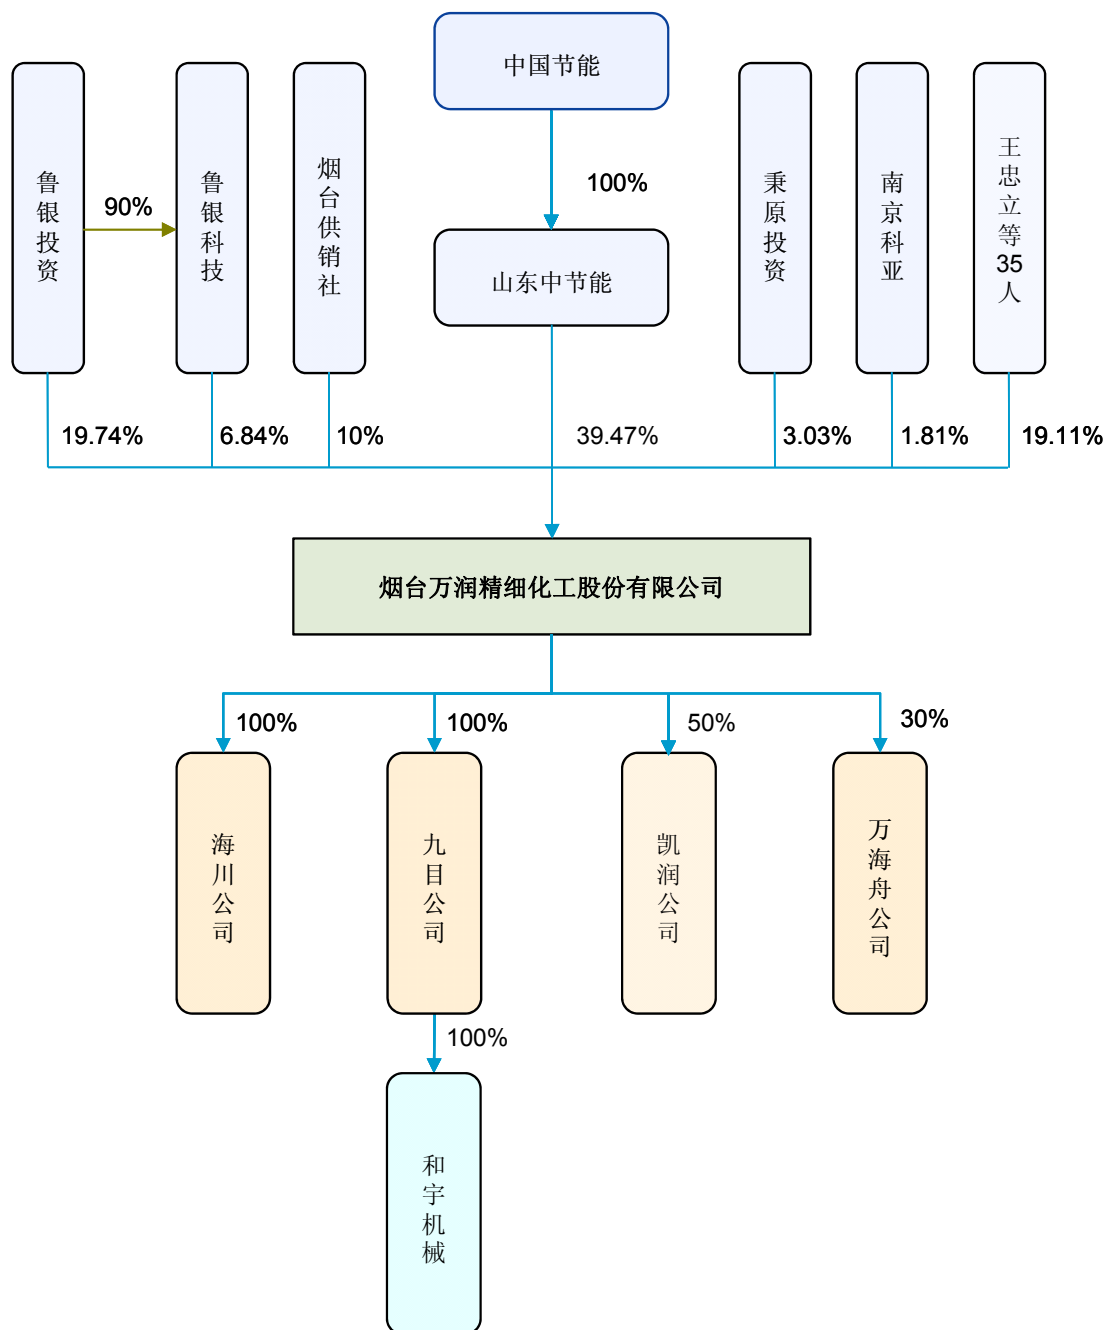 中国节能
鲁银投资
90%
鲁银科技
烟台供销社
100%
山东中节能
秉原投资
南京科亚
王忠立等35人
19.74%
6.84%
10%
39.47%
3.03%
1.81%
19.11%
烟台万润精细化工股份有限公司
100%
100%
50%
30%
海川公司
九目公司
凯润公司
万海舟公司
100%
和宇机械